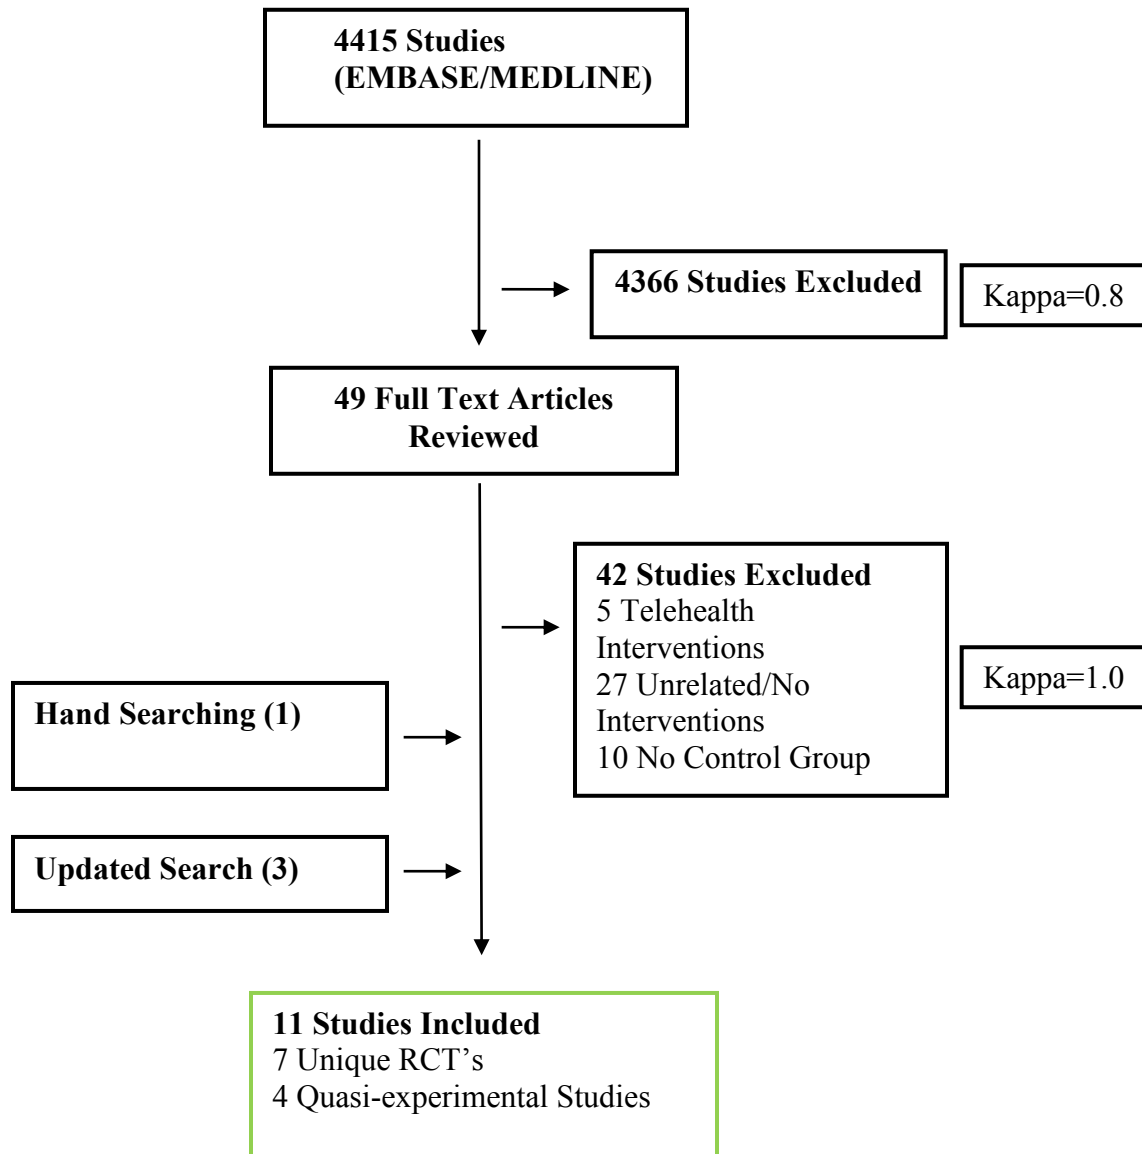 4415 Studies
(EMBASE/MEDLINE)
4366 Studies Excluded
Kappa=0.8
49 Full Text Articles
Reviewed
42 Studies Excluded
5 Telehealth
Interventions
27 Unrelated/No
Interventions
10 No Control Group
Kappa=1.0
Hand Searching (1)
Updated Search (3)
11 Studies Included
7 Unique RCT’s
4 Quasi-experimental Studies